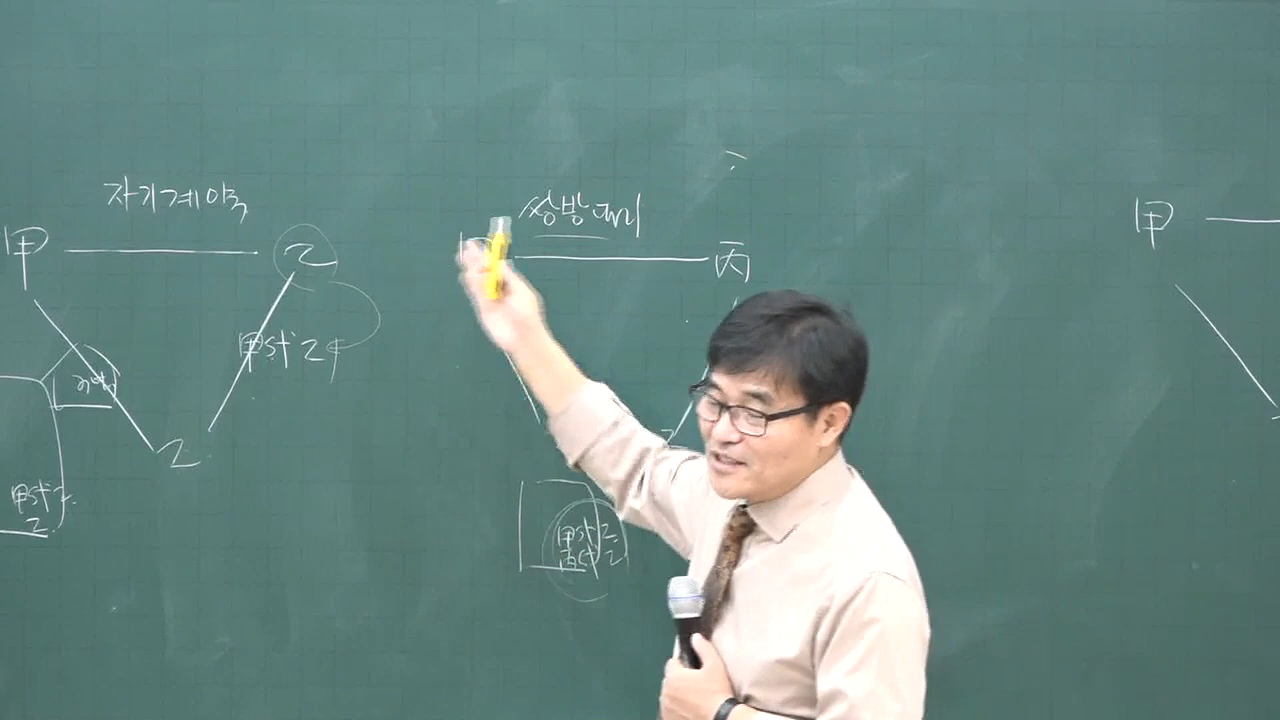 자기계약
甲 乙
甲의 乙
乙
甲의 乙
乙
쌍방대리
丙
甲의 乙
丙의 乙
甲